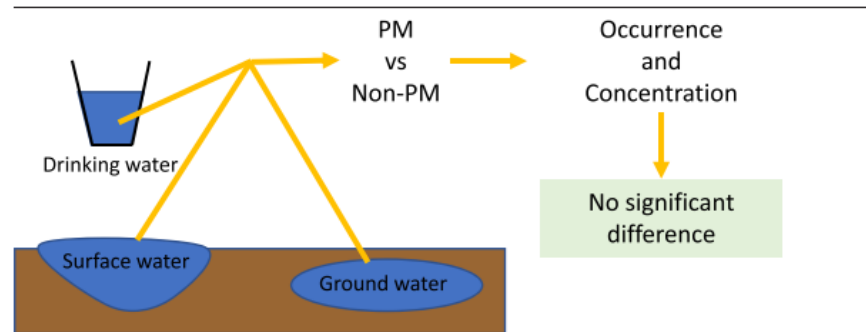 PM
vs
Non-PM
Occurrence
and
Concentration
Drinking water
No significant
difference
Surface water
Ground water